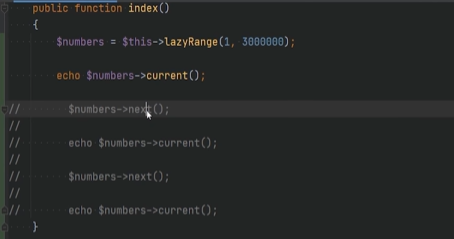 public function index()
{
$numbers = $this->lazyRange(1, 3000000);
echo $numbers->current();
// $numbers->next();
//
// echo $numbers->current();
//
// $numbers->next();
//
// echo $numbers->current();
}